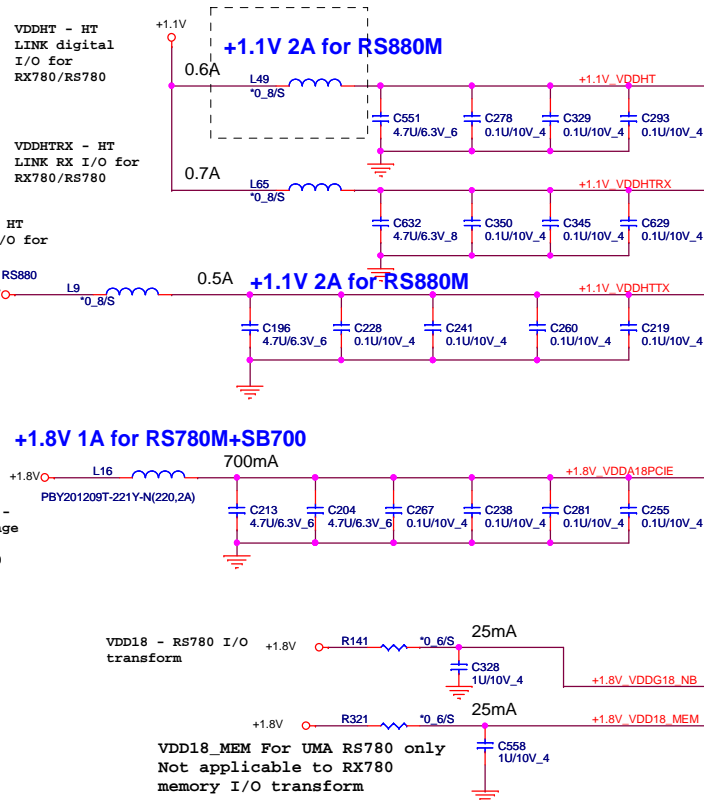 VDDHT - HT
LINK digital
I/O for
RX780/RS780
+1.1V
+1.1V 2A for RS880M
0.6A
L49
*0_8/S
+1.1V_VDDHT
C551
4.7U/6.3V_6
C278
0.1U/10V_4
C329
0.1U/10V_4
C293
0.1U/10V_4
VDDHTRX - HT
LINK RX I/O for
RX780/RS780
0.7A
L65
*0_8/S
+1.1V_VDDHTRX
C632
4.7U/6.3V_8
C350
0.1U/10V_4
C345
0.1U/10V_4
C629
0.1U/10V_4
HT
/O for
RS880
L9
*0_8/S
0.5A
+1.1V 2A for RS880M
+1.1V_VDDHTTX
C196
4.7U/6.3V_6
C228
0.1U/10V_4
C241
0.1U/10V_4
C260
0.1U/10V_4
C219
0.1U/10V_4
+1.8V 1A for RS780M+SB700
+1.8V
L16
PBY201209T-221Y-N(220,2A)
700mA
+1.8V_VDDA18PCIE
C213
4.7U/6.3V_6
C204
4.7U/6.3V_6
C267
0.1U/10V_4
C238
0.1U/10V_4
C281
0.1U/10V_4
C255
0.1U/10V_4
-
ge
VDD18 - RS780 I/O
transform
+1.8V
R141
*0_6/S
25mA
C328
1U/10V_4
+1.8V_VDDG18_NB
+1.8V
R321
*0_6/S
25mA
+1.8V_VDD18_MEM
C558
1U/10V_4
VDD18_MEM For UMA RS780 only
Not applicable to RX780
memory I/O transform